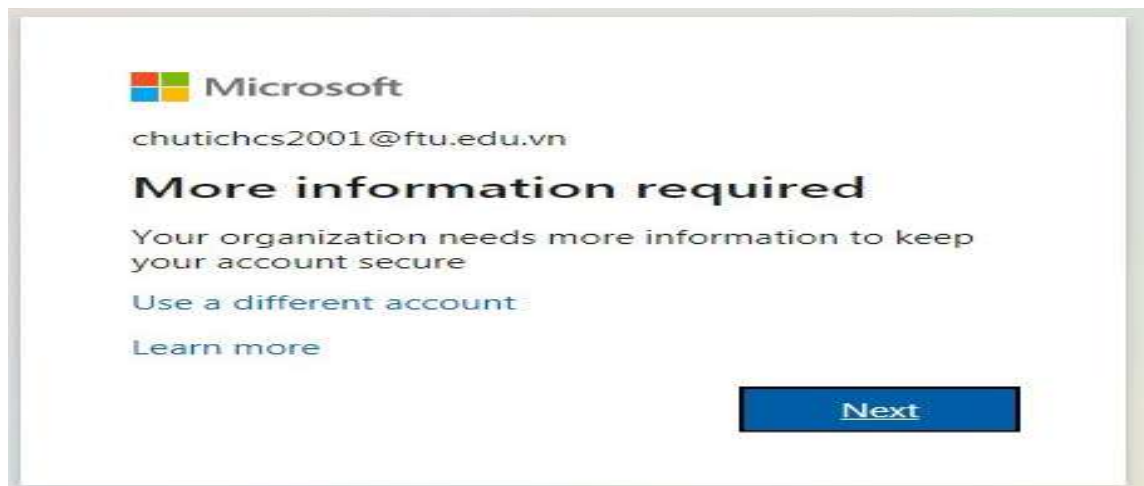 Microsoft
chutichcs2001@ftu.edu.vn
More information required
Your organization needs more information to keep
your account secure
Use a different account
Learn more
Next